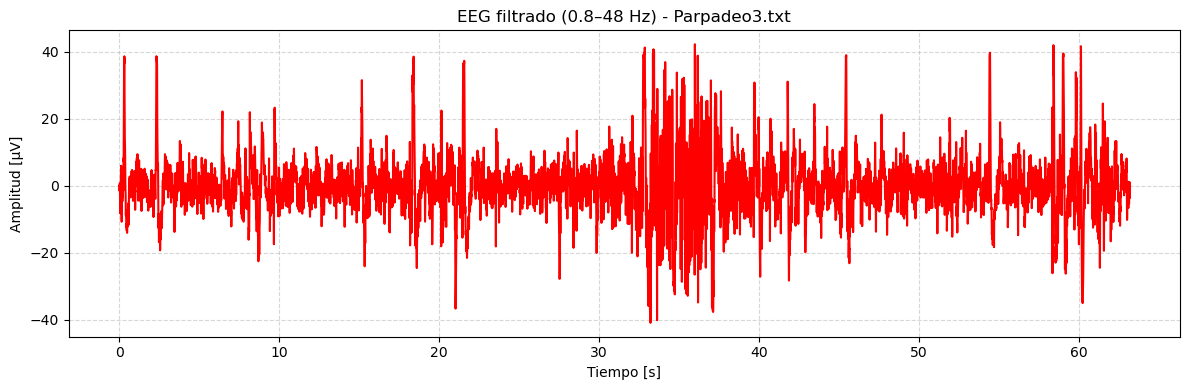 EEG filtrado (0.8–48 Hz) - Parpadeo3.txt
Amplitud [µV]
40
20
0
−20
−40
0 10 20 30 40 50 60
Tiempo [s]